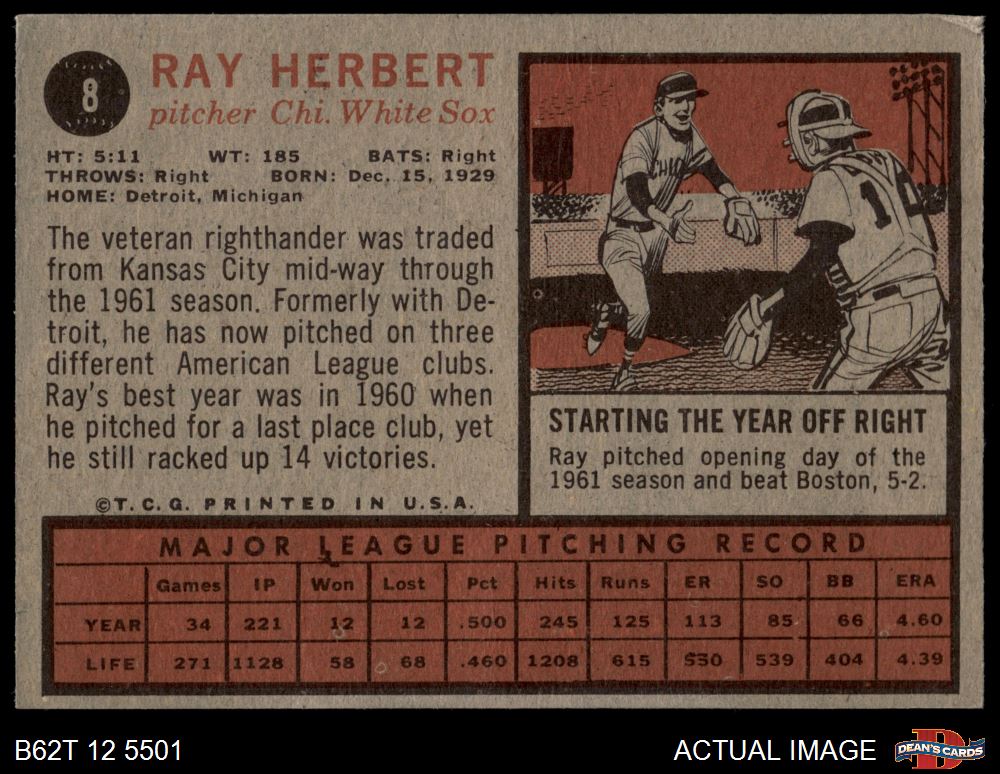 8
RAY HERBERT
pitcher Chi. White Sox
HT: 5:11 WT: 185 BATS: Right
THROWS: Right BORN: Dec. 15, 1929
HOME: Detroit, Michigan
The veteran righthander was traded
from Kansas City mid-way through
the 1961 season. Formerly with De-
troit, he has now pitched on three
different American League clubs.
Ray's best year was in 1960 when
he pitched for a last place club, yet
he still racked up 14 victories.
©T.C.G. PRINTED IN U.S.A.
STARTING THE YEAR OFF RIGHT
Ray pitched opening day of the
1961 season and beat Boston, 5-2.
MAJOR LEAGUE PITCHING RECORD
Games IP Won Lost Pct Hits Runs ER SO BB ERA
YEAR 34 221 12 12 .500 245 125 113 85 66 4.60
LIFE 271 1128 58 68 .460 1208 615 550 539 404 4.39
B62T 12 5501 ACTUAL IMAGE DEAN'S CARDS